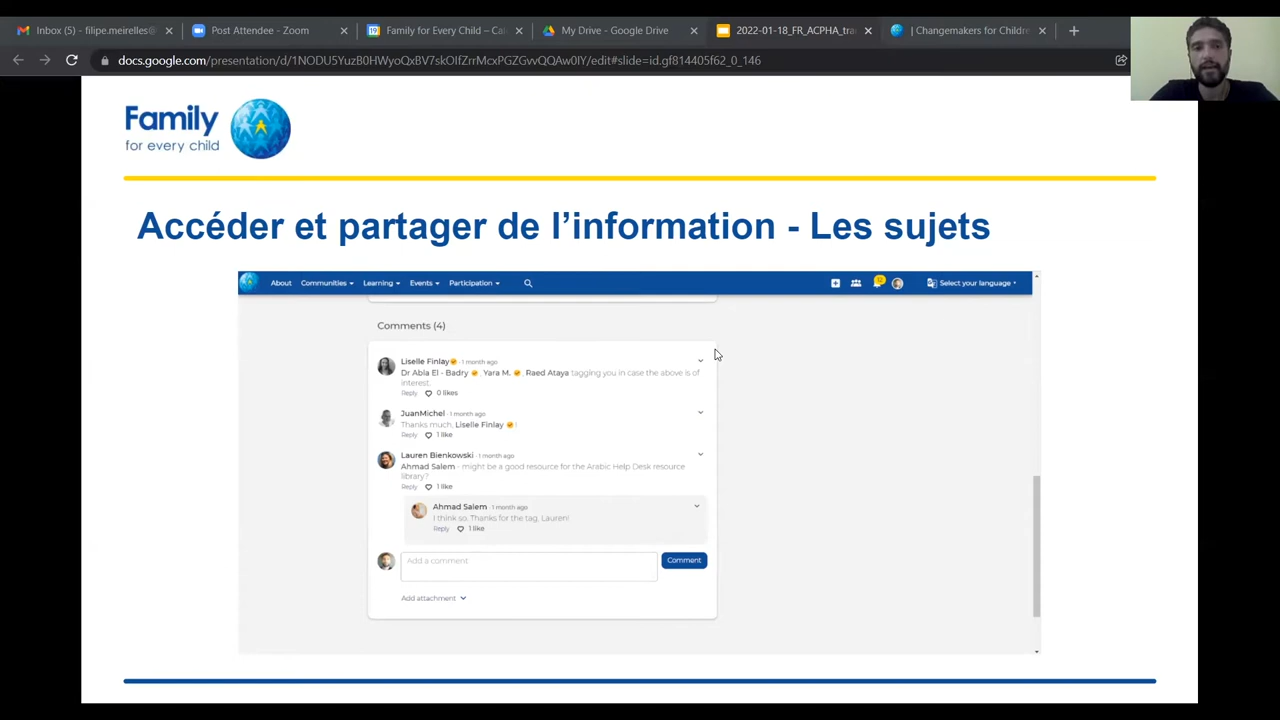 Inbox (5) - filipe.meirelles@
Post Attendee - Zoom
Family for Every Child – Cal
My Drive - Google Drive
2022-01-18_FR_ACPHA_tra
| Changemakers for Childre
docs.google.com/presentation/d/1NODU5YuzB0HWyoQxBV7skOIfZrrMcxPGZGvvQQAw0IY/edit#slide=id.gf814405f62_0_146
Family
for every child
Accéder et partager de l’information - Les sujets
About
Communities
Learning
Events
Participation
Select your language
Comments (4)
Liselle Finlay · 1 month ago
Dr Abla El - Badry , Yara M. , Raed Ataya tagging you in case the above is of
interest.
Reply 0 likes
JuanMichel · 1 month ago
Thanks much, Liselle Finlay !
Reply 1 like
Lauren Bienkowski · 1 month ago
Ahmad Salem - might be a good resource for the Arabic Help Desk resource
library?
Reply 1 like
Ahmad Salem · 1 month ago
I think so. Thanks for the tag, Lauren!
Reply 1 like
Add a comment
Comment
Add attachment